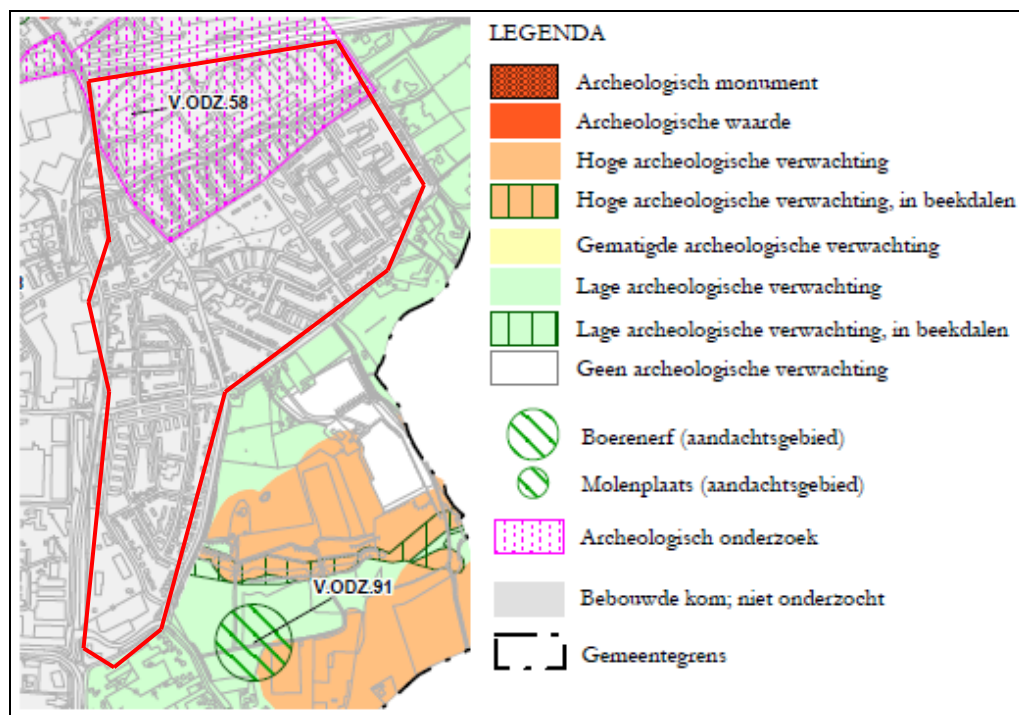 LEGENDA
Archeologisch monument
Archeologische waarde
Hoge archeologische verwachting
Hoge archeologische verwachting, in beekdalen
Gematigde archeologische verwachting
Lage archeologische verwachting
Lage archeologische verwachting, in beekdalen
Geen archeologische verwachting
Boerenerf (aandachtsgebied)
Molenplaats (aandachtsgebied)
Archeologisch onderzoek
Bebouwde kom; niet onderzocht
Gemeentegrens
V.ODZ.58
V.ODZ.91